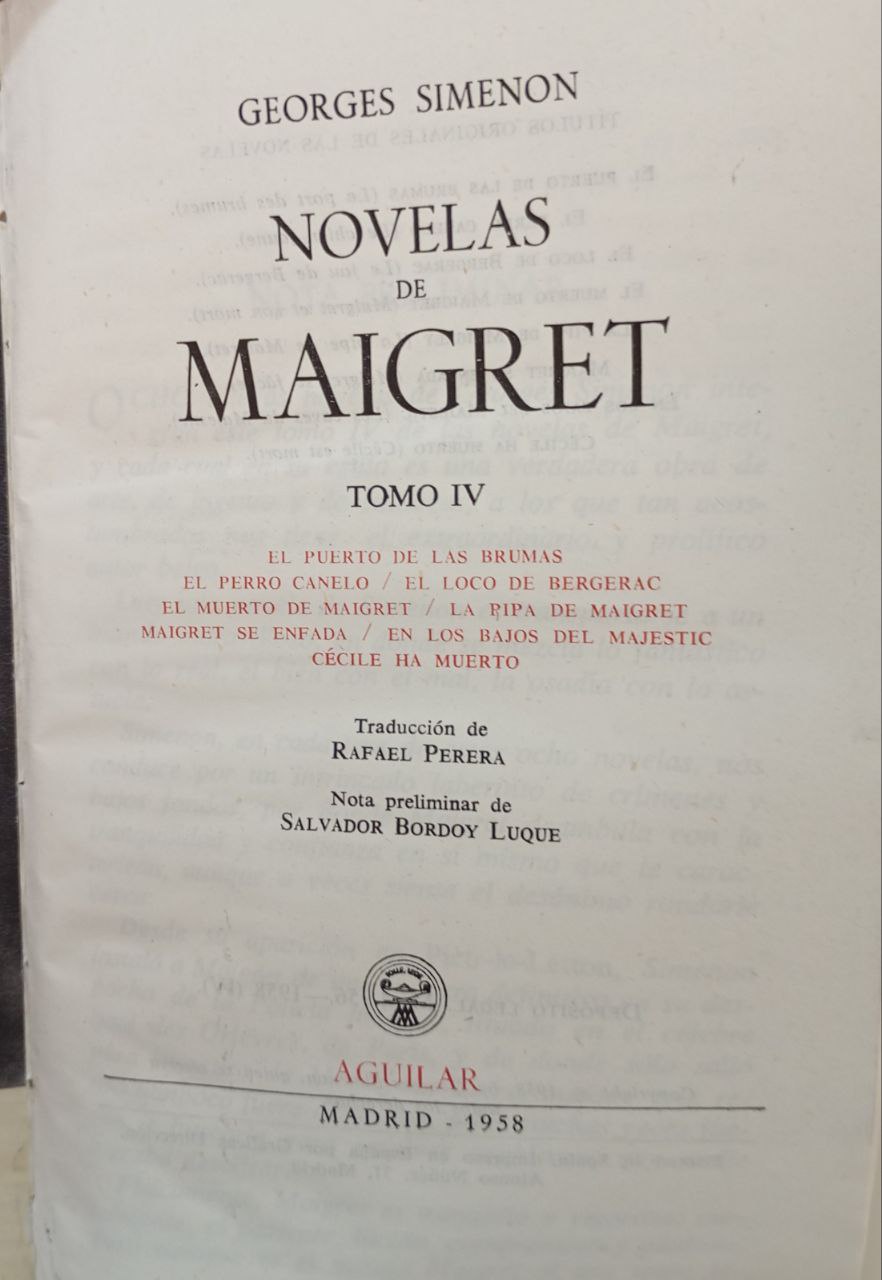 GEORGES SIMENON
NOVELAS
DE
MAIGRET
TOMO IV
EL PUERTO DE LAS BRUMAS
EL PERRO CANELO / EL LOCO DE BERGERAC
EL MUERTO DE MAIGRET / LA PIPA DE MAIGRET
MAIGRET SE ENFADA / EN LOS BAJOS DEL MAJESTIC
CÉCILE HA MUERTO
Traducción de
RAFAEL PERERA
Nota preliminar de
SALVADOR BORDOY LUQUE
AGUILAR
MADRID - 1958